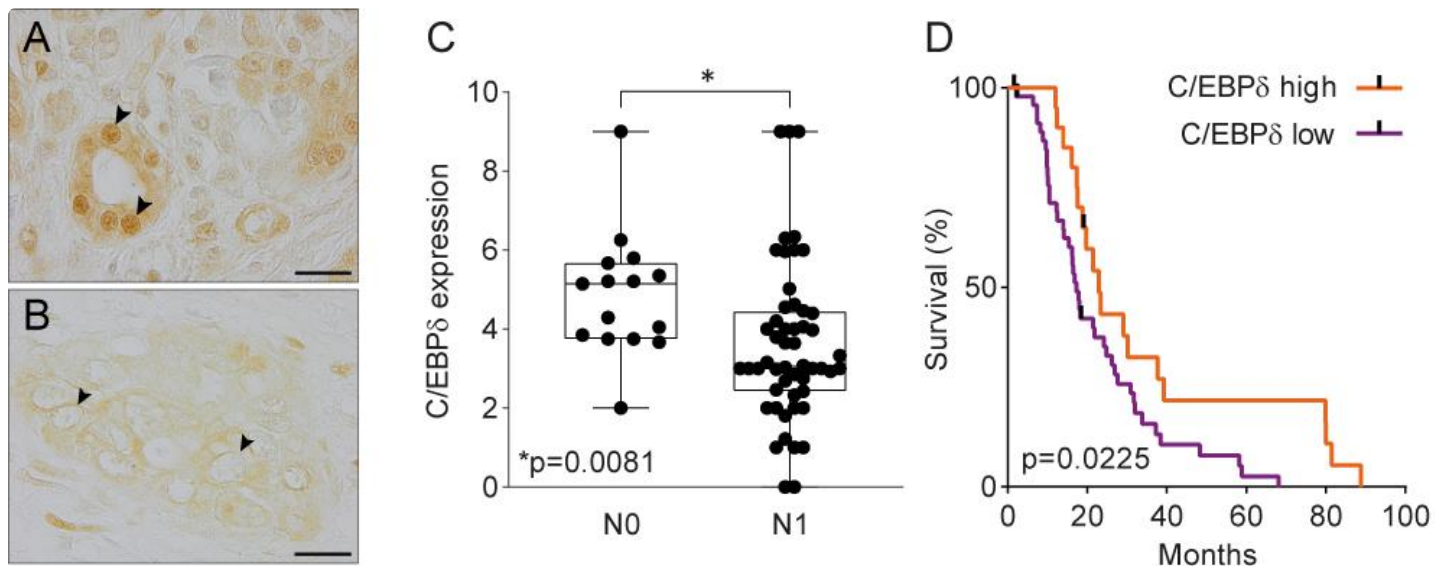 A
B
C
*
10
8
6
4
2
0
C/EBPδ expression
*p=0.0081
N0
N1
D
C/EBPδ high
C/EBPδ low
100
50
0
Survival (%)
p=0.0225
0 20 40 60 80 100
Months